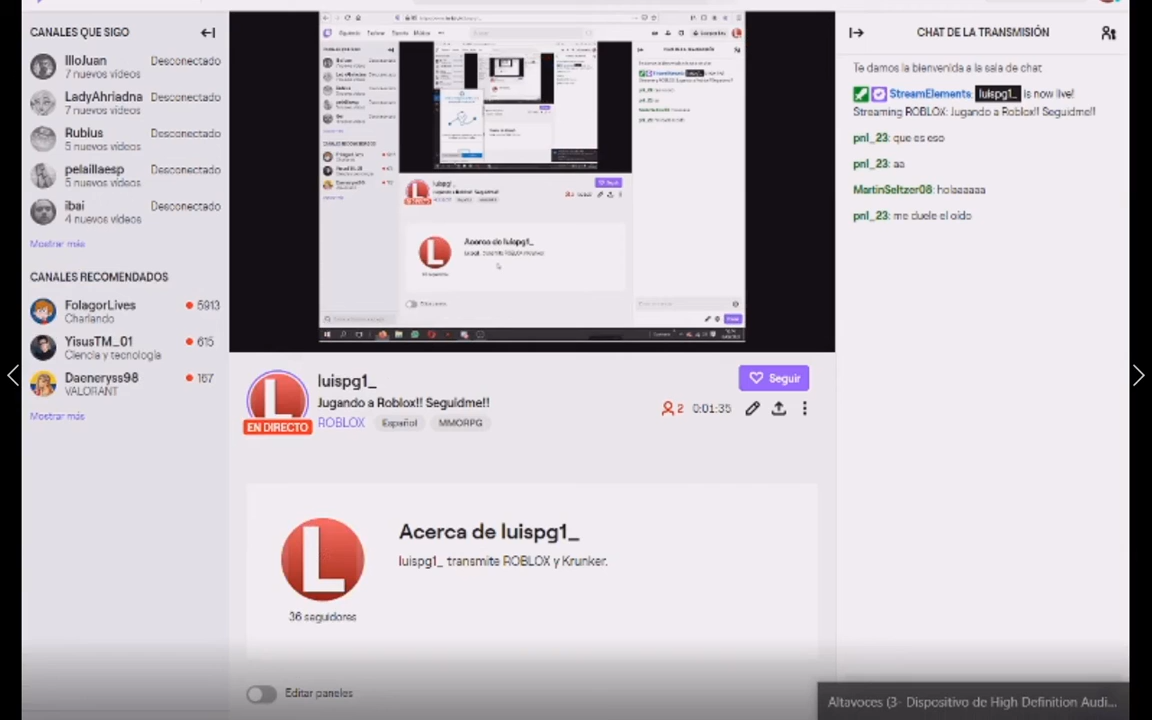 CANALES QUE SIGO
IlloJuan
Desconectado
7 nuevos vídeos
LadyAhriadna
Desconectado
7 nuevos vídeos
Rubius
Desconectado
5 nuevos vídeos
pelaillaesp
Desconectado
5 nuevos vídeos
ibai
Desconectado
4 nuevos vídeos
Mostrar más
CANALES RECOMENDADOS
FolagorLives
5913
Charlando
YisusTM_01
615
Ciencia y tecnología
Daeneryss98
167
VALORANT
Mostrar más
luispg1_
Acerca de luispg1_
L
luispg1_
Seguir
Jugando a Roblox!! Seguidme!!
2 0:01:35
EN DIRECTO
ROBLOX Español MMORPG
L
Acerca de luispg1_
luispg1_ transmite ROBLOX y Krunker.
36 seguidores
Editar paneles
CHAT DE LA TRANSMISIÓN
Te damos la bienvenida a la sala de chat
StreamElements: luispg1_ is now live!
Streaming ROBLOX: Jugando a Roblox!! Seguidme!!
pnl_23: que es eso
pnl_23: aa
MartinSeltzer08: holaaaaaa
pnl_23: me duele el oido
Altavoces (3- Dispositivo de High Definition Audi...